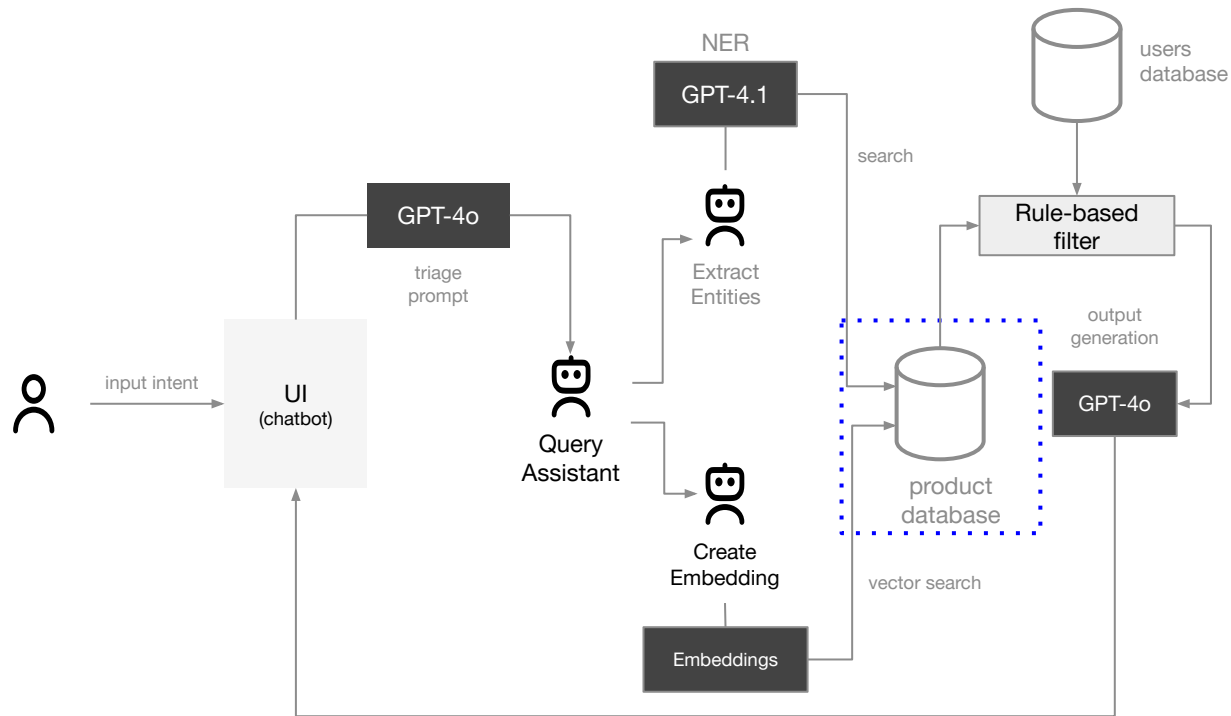 NER
GPT-4.1
users
database
search
GPT-4o
Rule-based
filter
triage
prompt
Extract
Entities
output
generation
input intent
UI
(chatbot)
GPT-4o
Query
Assistant
product
database
Create
Embedding
vector search
Embeddings